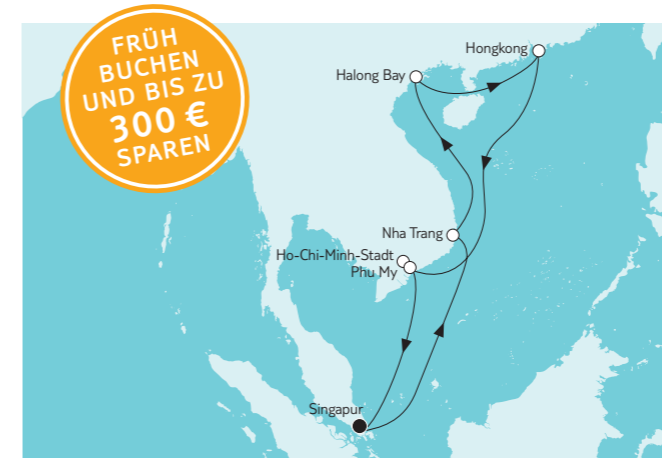 FRÜH
BUCHEN
UND BIS ZU
300 €
SPAREN
Hongkong
Halong Bay
Nha Trang
Ho-Chi-Minh-Stadt
Phu My
Singapur